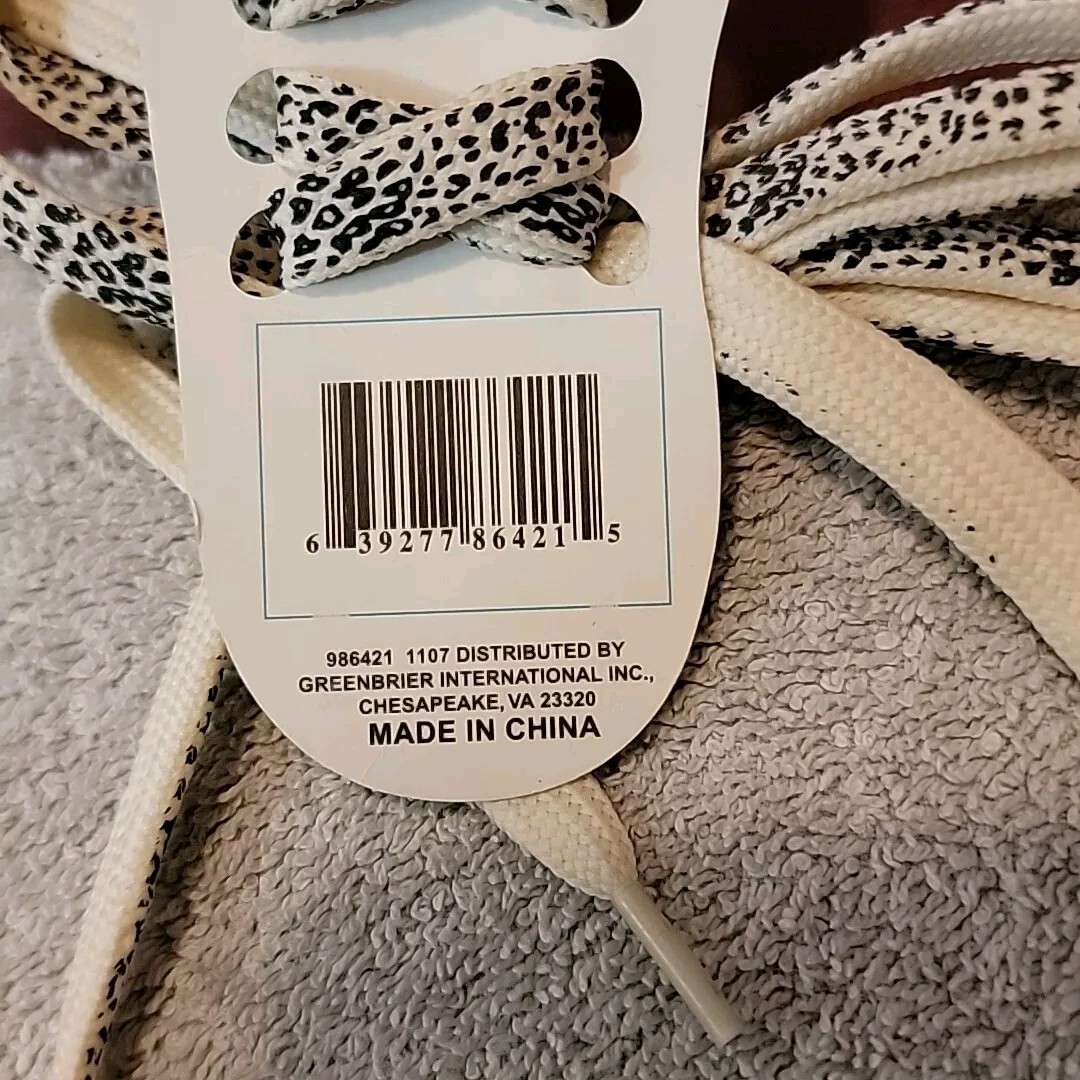 6 39277 86421 5
986421 1107 DISTRIBUTED BY
GREENBRIER INTERNATIONAL INC.,
CHESAPEAKE, VA 23320
MADE IN CHINA